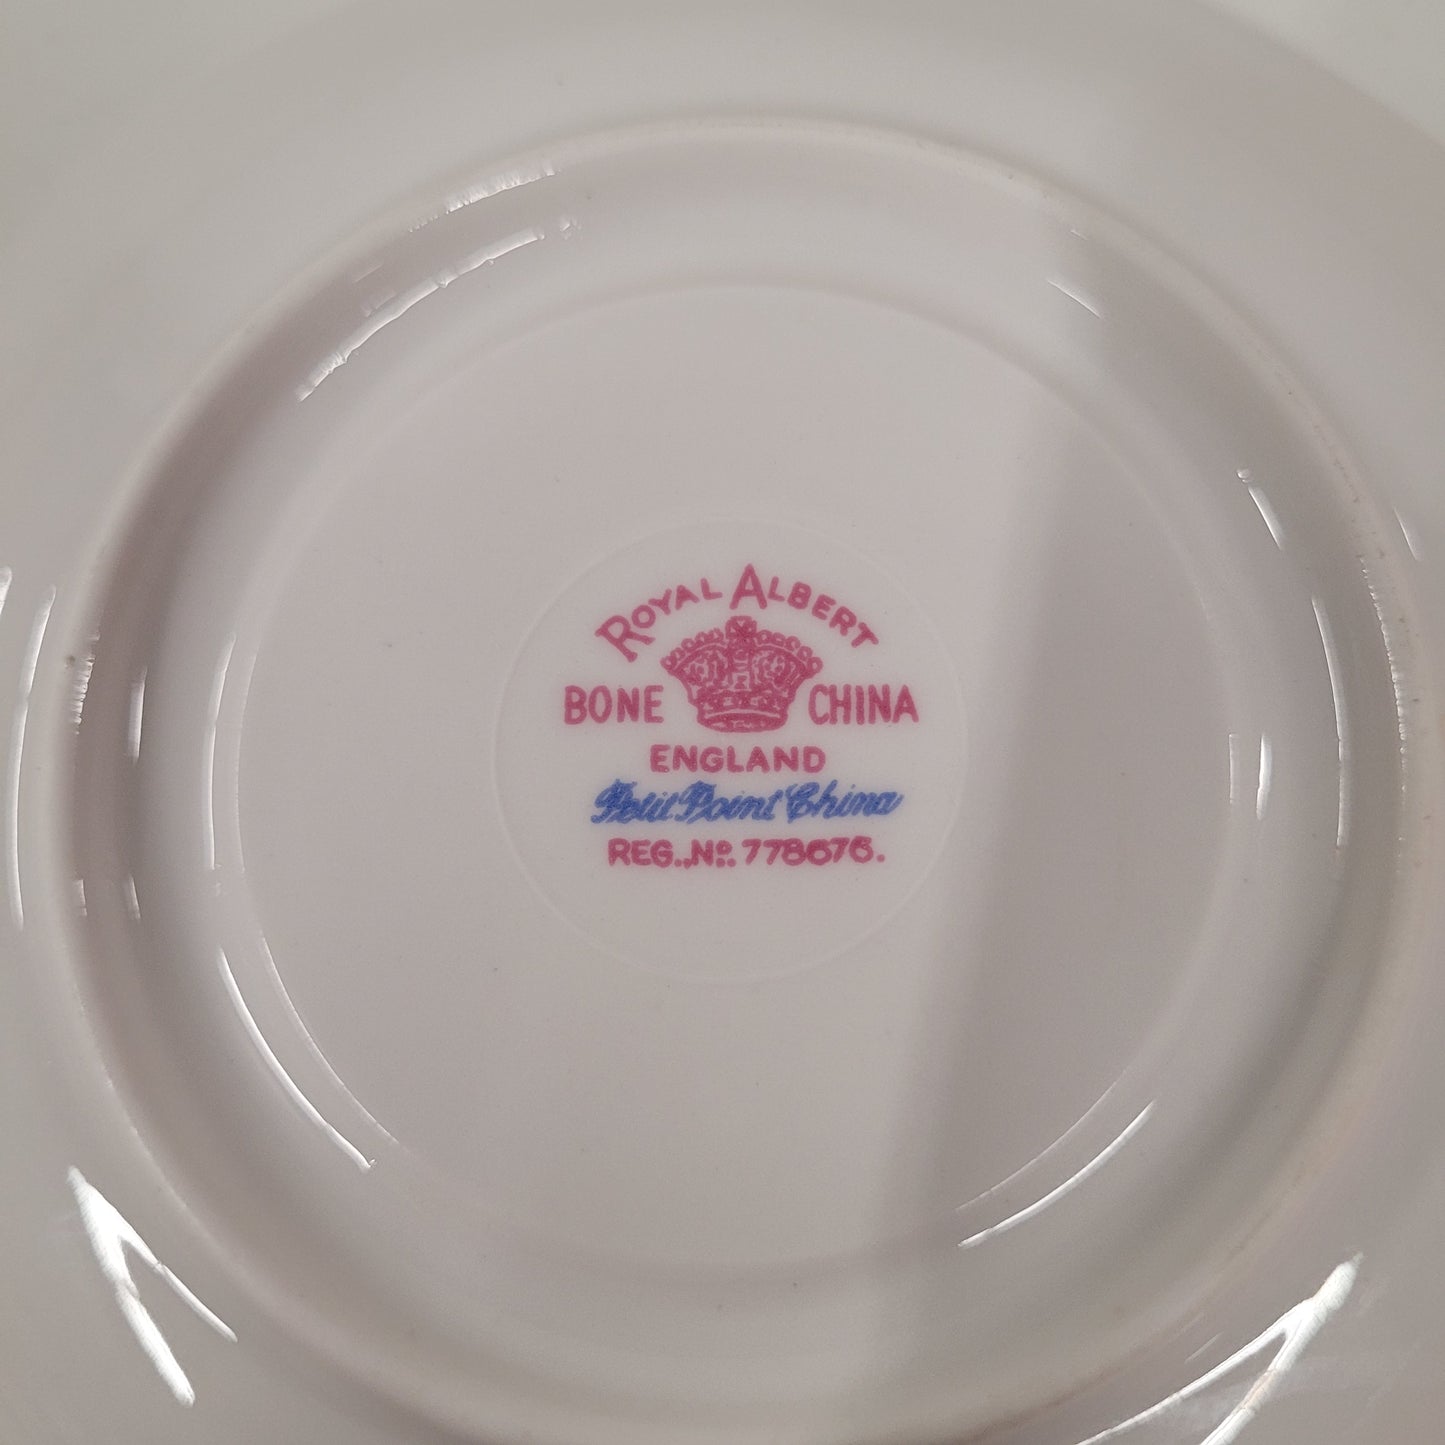 ROYAL ALBERT
BONE CHINA
ENGLAND
Petit Point China
REG., No. 778676.